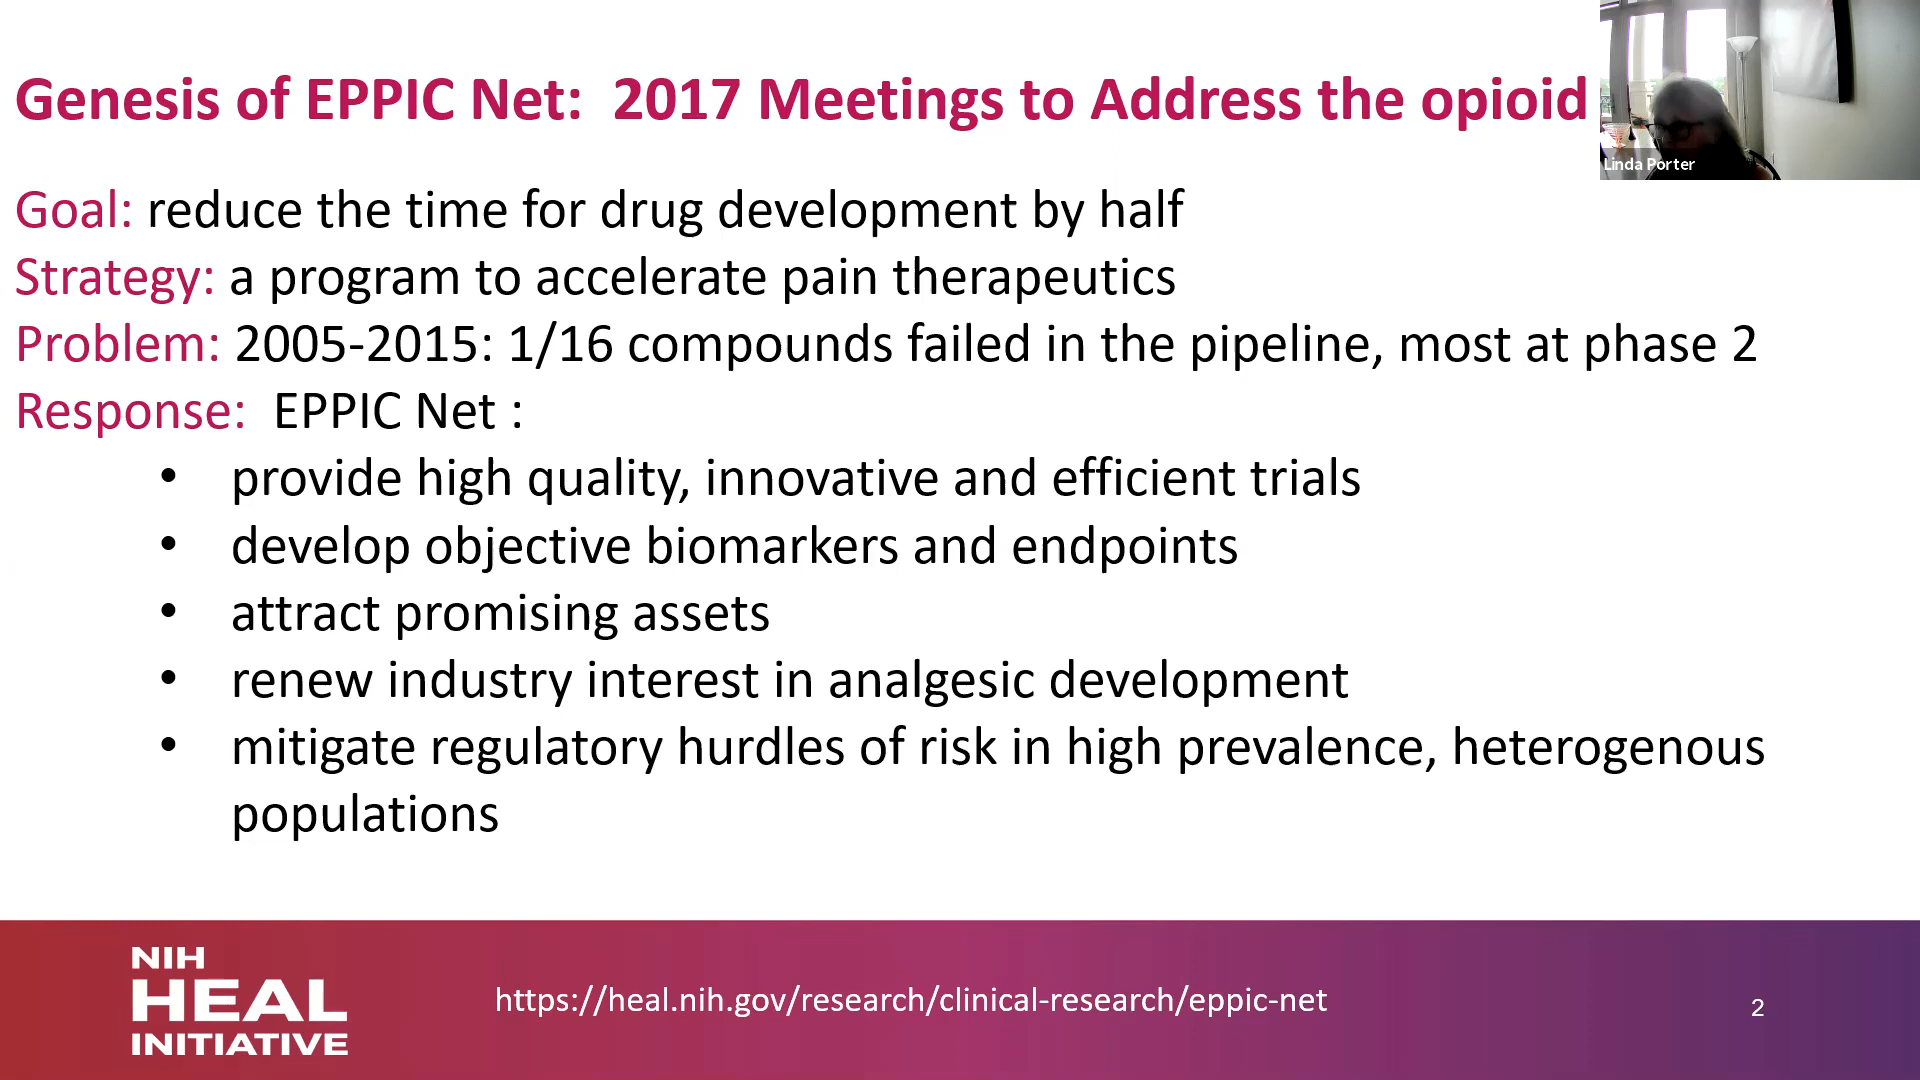 Genesis of EPPIC Net:  2017 Meetings to Address the opioid
Linda Porter
Goal: reduce the time for drug development by half
Strategy: a program to accelerate pain therapeutics
Problem: 2005-2015: 1/16 compounds failed in the pipeline, most at phase 2
Response:  EPPIC Net :
• provide high quality, innovative and efficient trials
• develop objective biomarkers and endpoints
• attract promising assets
• renew industry interest in analgesic development
• mitigate regulatory hurdles of risk in high prevalence, heterogenous
populations
NIH
HEAL
INITIATIVE
https://heal.nih.gov/research/clinical-research/eppic-net
2